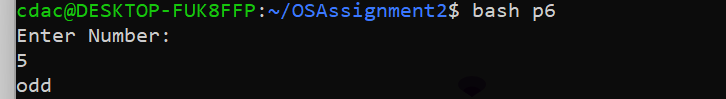 cdac@DESKTOP-FUK8FFP:~/OSAssignment2$ bash p6
Enter Number:
5
odd